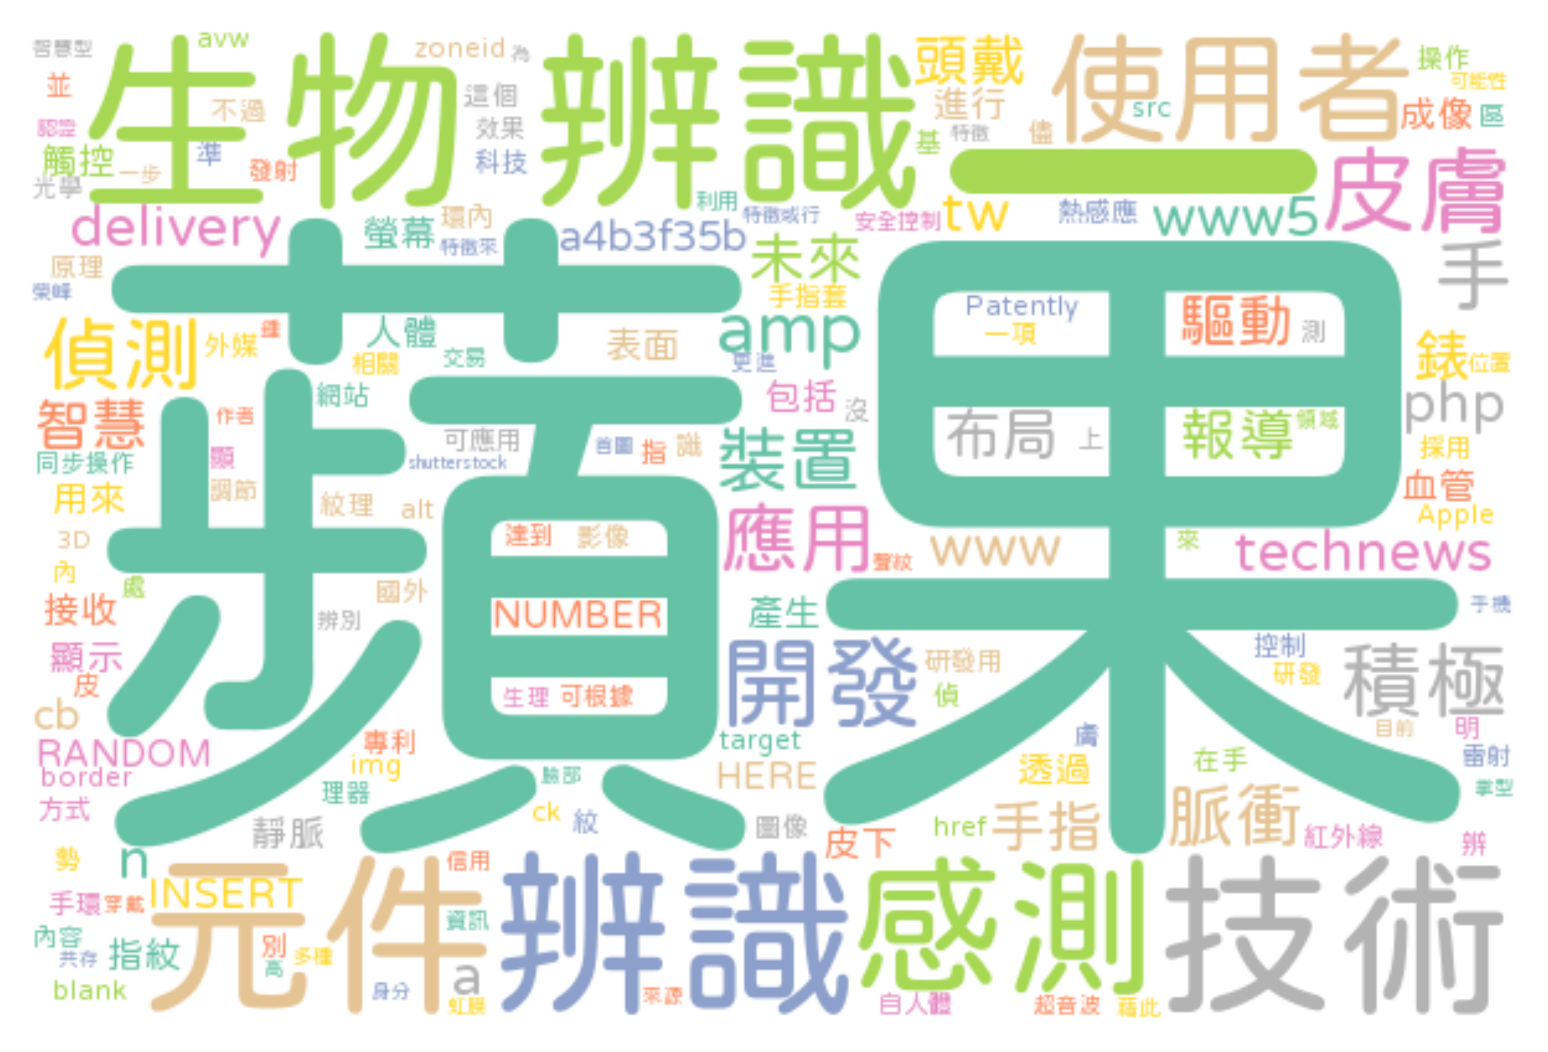 智慧型
avw
zoneid
為
生物辨識
頭戴
使用者
操作
可能性
並
不過
這個
進行
src
成像
區
認證
效果
基
特徵
儘
觸控
一步
準
發射
科技
光學
一
皮膚
delivery
螢幕
環內
特徵來
利用
a4b3f35b
特徵或行
安全控制
tw
熱感應
www5
原理
未來
手
榮峰
手指套
蘋果
Patently
一項
驅動
測
偵測
外媒
種
人體
相關
交易
表面
amp
更進
錶
位置
智慧
作者
網站
包括
沒
php
布局
上
報導
領域
同步操作
顯
可應用
shutterstock
首圖
指
識
裝置
採用
用來
調節
紋理
alt
血管
Apple
3D
達到
影像
應用
聲紋
www
來
technews
內
處
國外
接收
辨別
NUMBER
產生
手機
顯示
開發
研發用
控制
研發
積極
皮
生理
可根據
偵
cb
目前
明
RANDOM
專利
target
膚
border
img
臉部
HERE
透過
在手
雷射
方式
理器
ck
紋
掌型
靜脈
圖像
皮下
href
手指
脈衝
紅外線
辨
勢
n
信用
INSERT
元件
辨識
感測
技術
手環
穿戴
資訊
內容
共存
指紋
別
高
多種
blank
身分
a
虹膜
來源
自人體
超音波
藉此